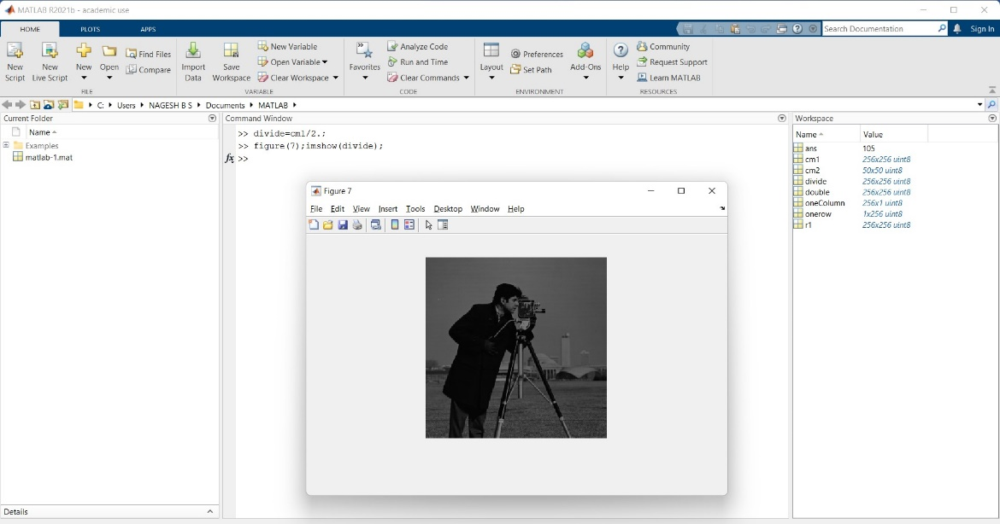 MATLAB R2021b - academic use
HOME PLOTS APPS
Search Documentation
Sign In
New Script
New Live Script
New
Open
Find Files
Compare
FILE
Import Data
Save Workspace
New Variable
Open Variable
Clear Workspace
VARIABLE
Favorites
Analyze Code
Run and Time
Clear Commands
CODE
Layout
Preferences
Set Path
Add-Ons
ENVIRONMENT
Help
Community
Request Support
Learn MATLAB
RESOURCES
C: Users NAGESH B S Documents MATLAB
Current Folder
Name
Examples
matlab-1.mat
Details
Command Window
>> divide=cm1/2.;
>> figure(7);imshow(divide);
fx >>
Figure 7
File Edit View Insert Tools Desktop Window Help
Workspace
Name Value
ans 105
cm1 256x256 uint8
cm2 50x50 uint8
divide 256x256 uint8
double 256x256 uint8
oneColumn 256x1 uint8
onerow 1x256 uint8
r1 256x256 uint8